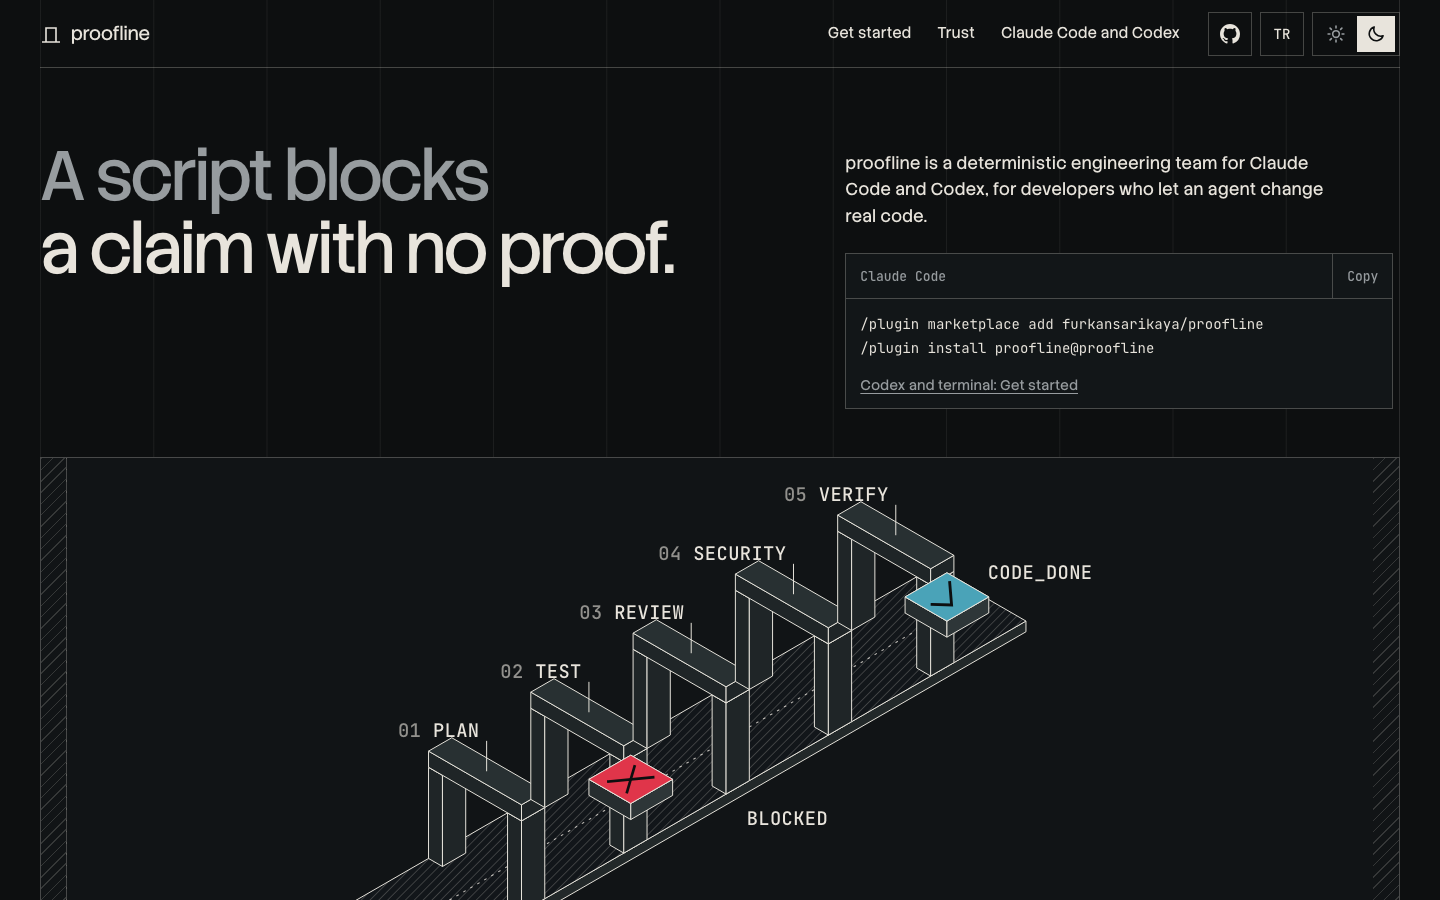 proofline
Get started
Trust
Claude Code and Codex
TR
A script blocks
a claim with no proof.
proofline is a deterministic engineering team for Claude
Code and Codex, for developers who let an agent change
real code.
Claude Code
Copy
/plugin marketplace add furkansarikaya/proofline
/plugin install proofline@proofline
Codex and terminal: Get started
05 VERIFY
04 SECURITY
CODE_DONE
03 REVIEW
02 TEST
01 PLAN
BLOCKED